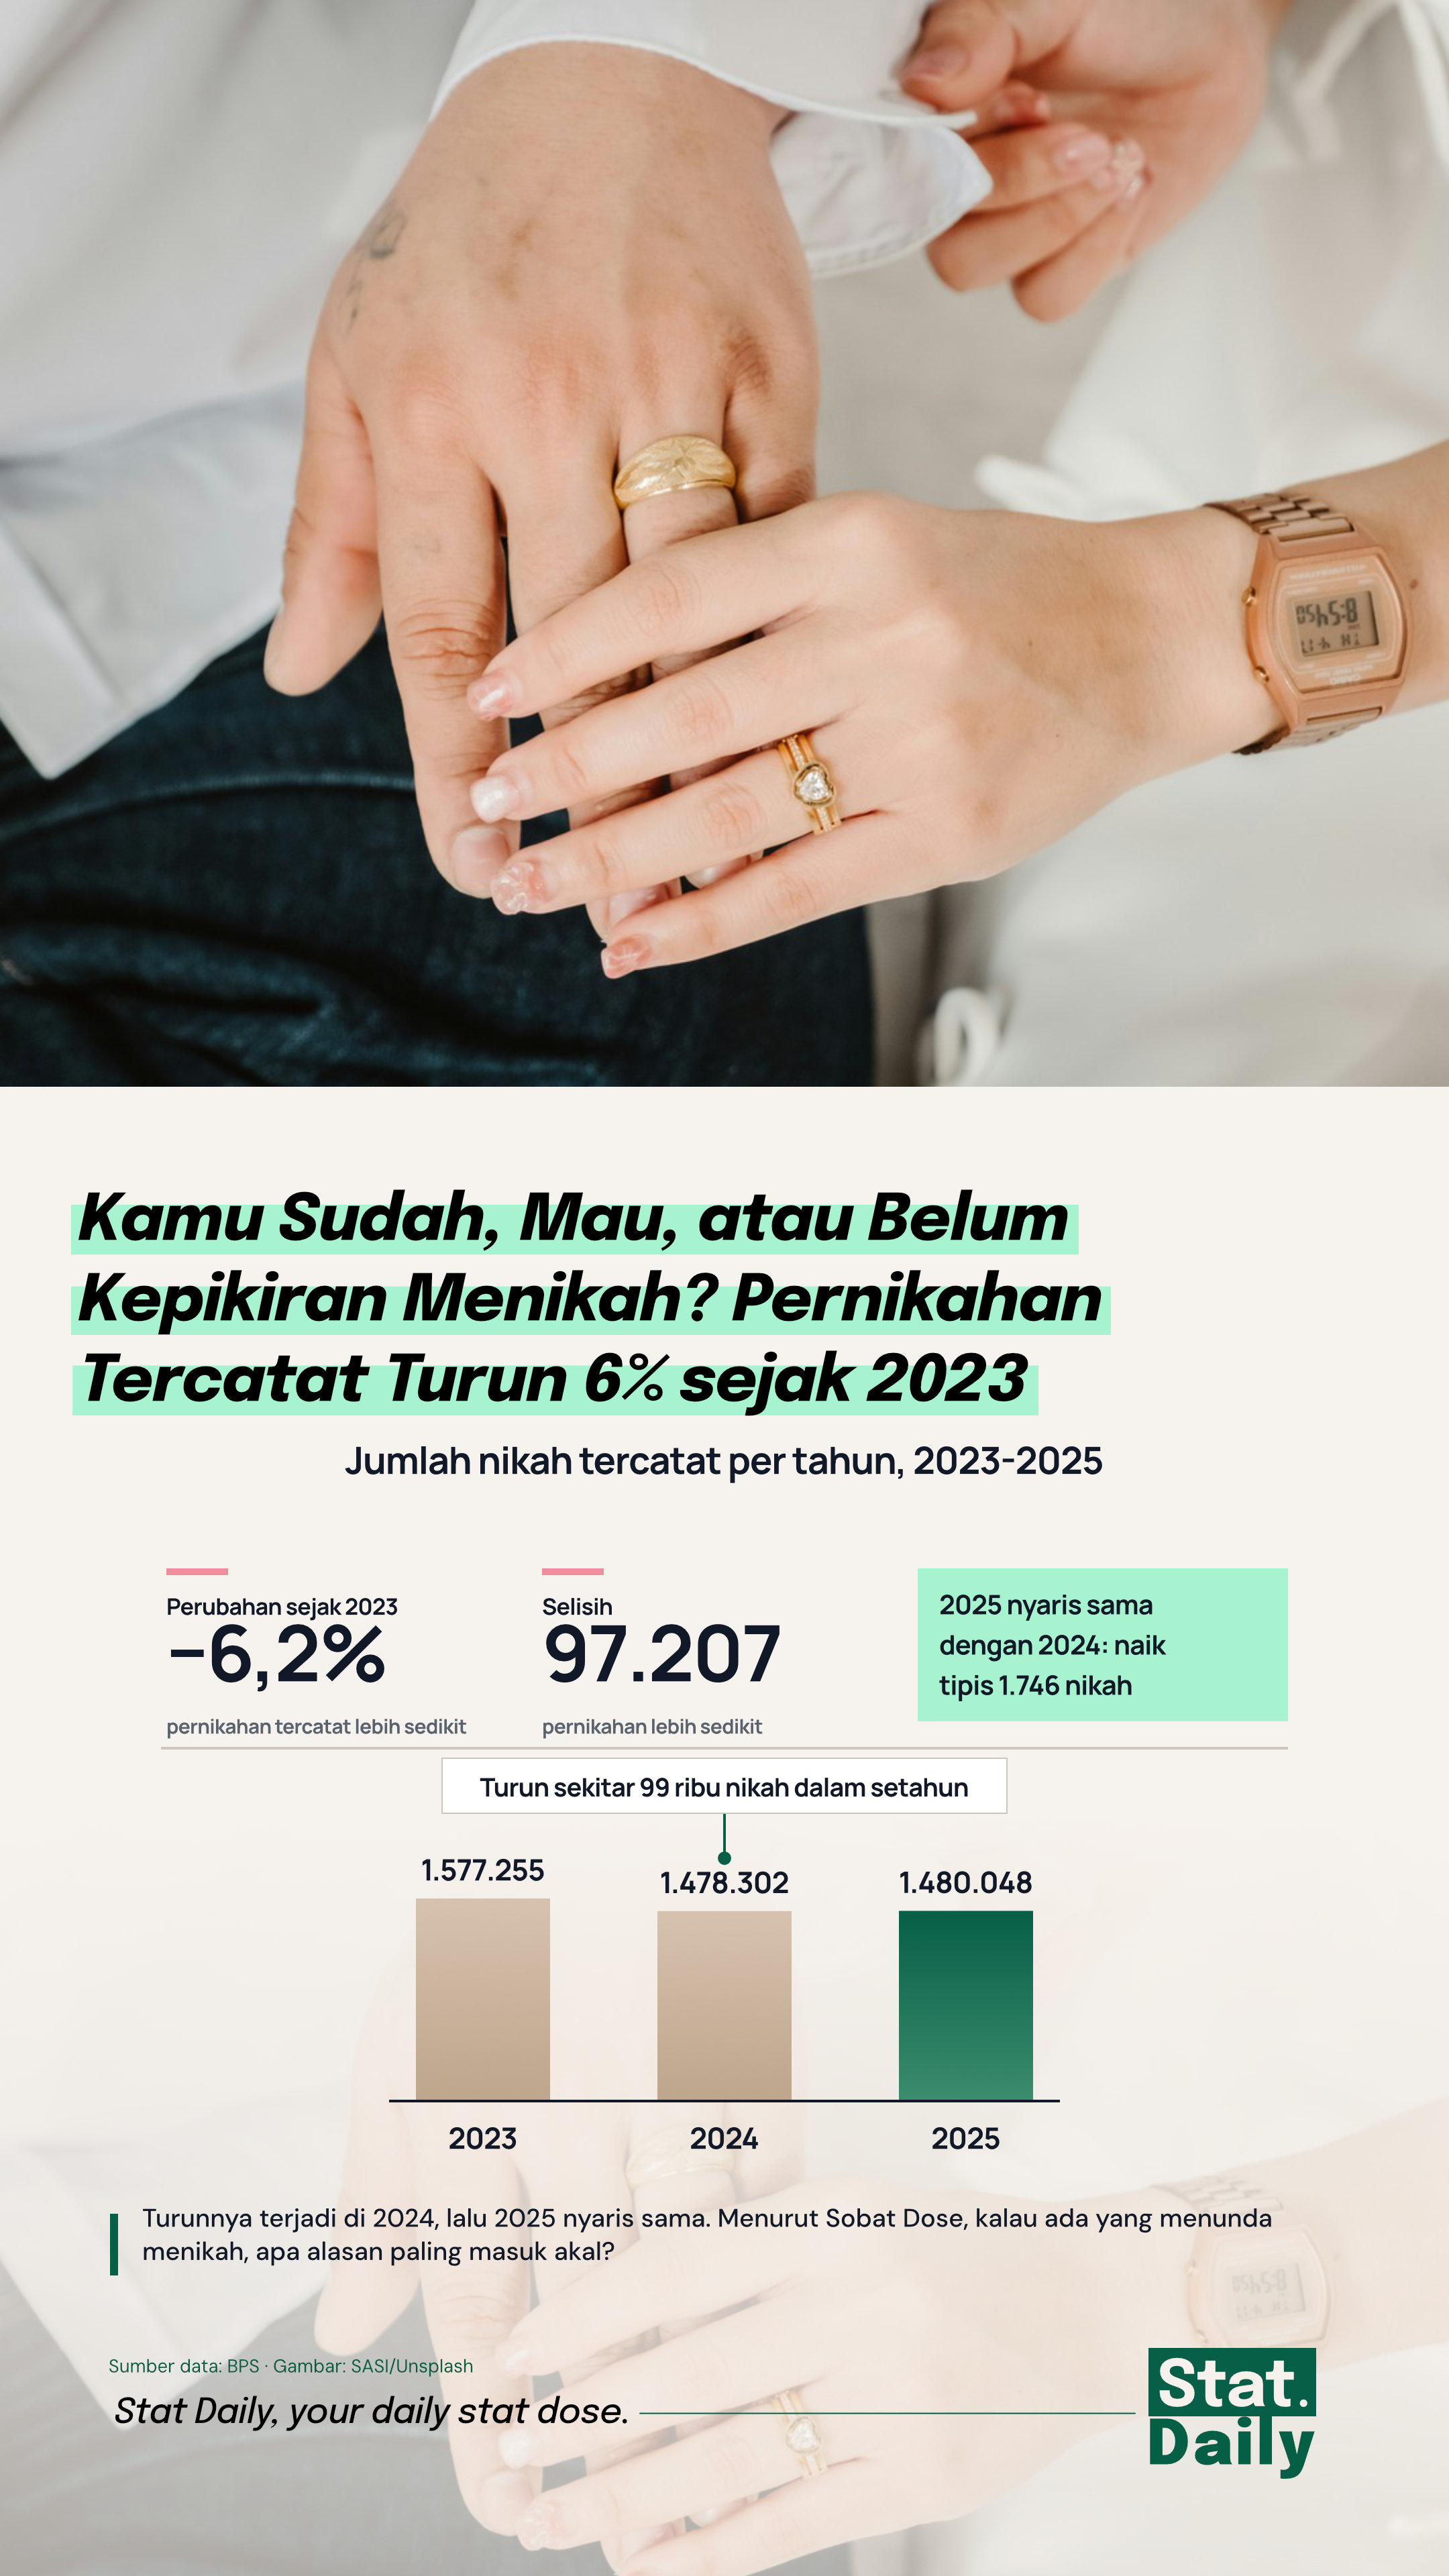 Kamu Sudah, Mau, atau Belum
Kepikiran Menikah? Pernikahan
Tercatat Turun 6% sejak 2023
Jumlah nikah tercatat per tahun, 2023-2025
Perubahan sejak 2023
−6,2%
pernikahan tercatat lebih sedikit
Selisih
97.207
pernikahan lebih sedikit
2025 nyaris sama
dengan 2024: naik
tipis 1.746 nikah
Turun sekitar 99 ribu nikah dalam setahun
1.577.255
1.478.302
1.480.048
2023
2024
2025
Turunnya terjadi di 2024, lalu 2025 nyaris sama. Menurut Sobat Dose, kalau ada yang menunda
menikah, apa alasan paling masuk akal?
Sumber data: BPS · Gambar: SASI/Unsplash
Stat Daily, your daily stat dose.
Stat.
Daily